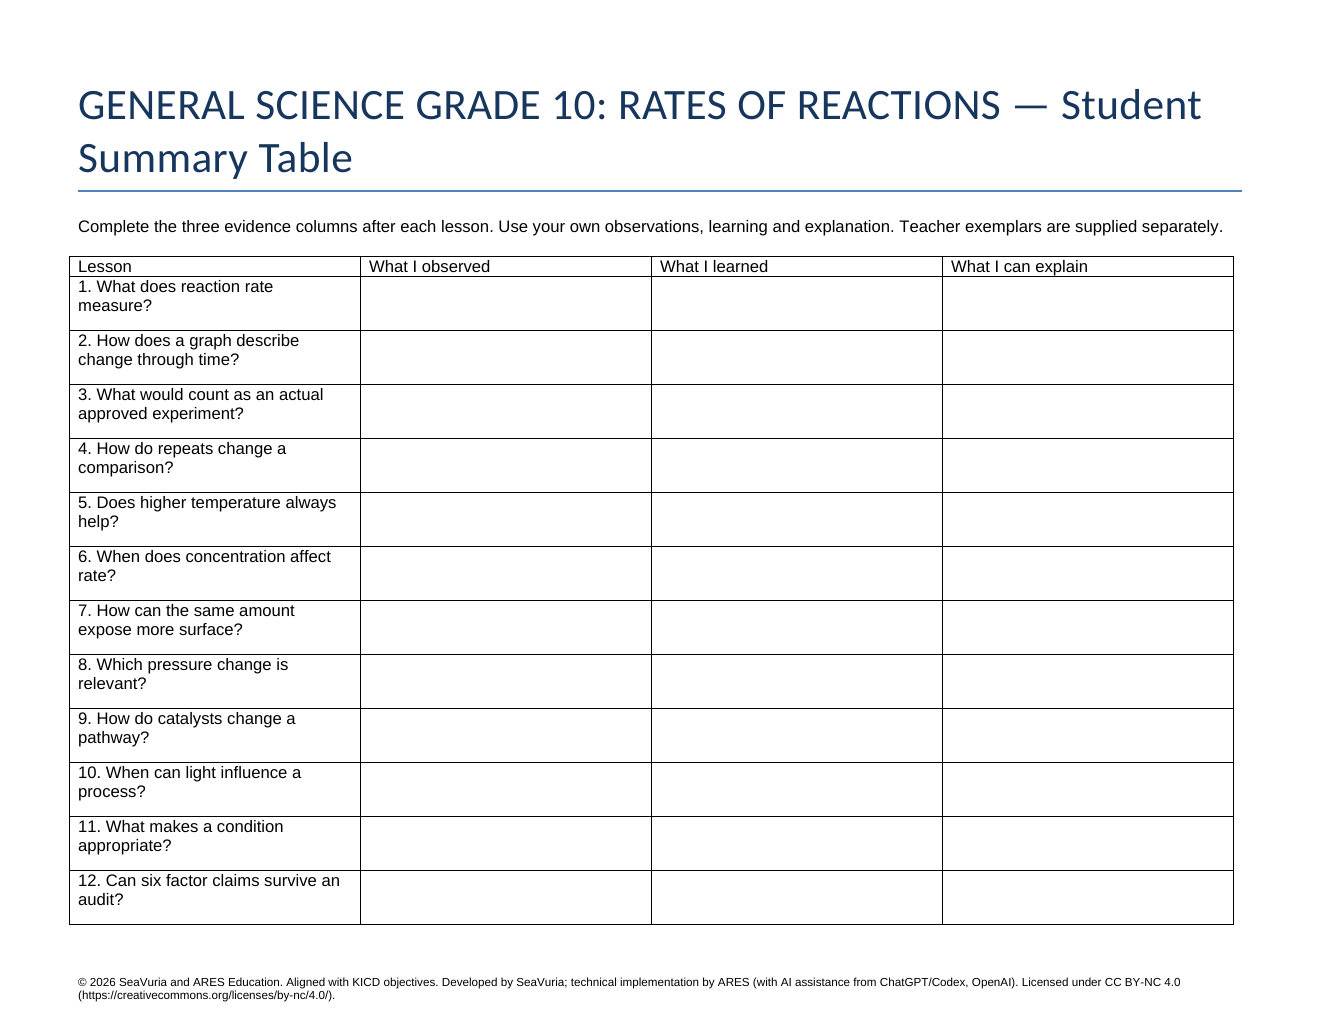 GENERAL SCIENCE GRADE 10: RATES OF REACTIONS — Student
Summary Table
Complete the three evidence columns after each lesson. Use your own observations, learning and explanation. Teacher exemplars are supplied separately.
Lesson What I observed What I learned What I can explain
1. What does reaction rate
measure?
2. How does a graph describe
change through time?
3. What would count as an actual
approved experiment?
4. How do repeats change a
comparison?
5. Does higher temperature always
help?
6. When does concentration affect
rate?
7. How can the same amount
expose more surface?
8. Which pressure change is
relevant?
9. How do catalysts change a
pathway?
10. When can light influence a
process?
11. What makes a condition
appropriate?
12. Can six factor claims survive an
audit?
© 2026 SeaVuria and ARES Education. Aligned with KICD objectives. Developed by SeaVuria; technical implementation by ARES (with AI assistance from ChatGPT/Codex, OpenAI). Licensed under CC BY-NC 4.0
(https://creativecommons.org/licenses/by-nc/4.0/).